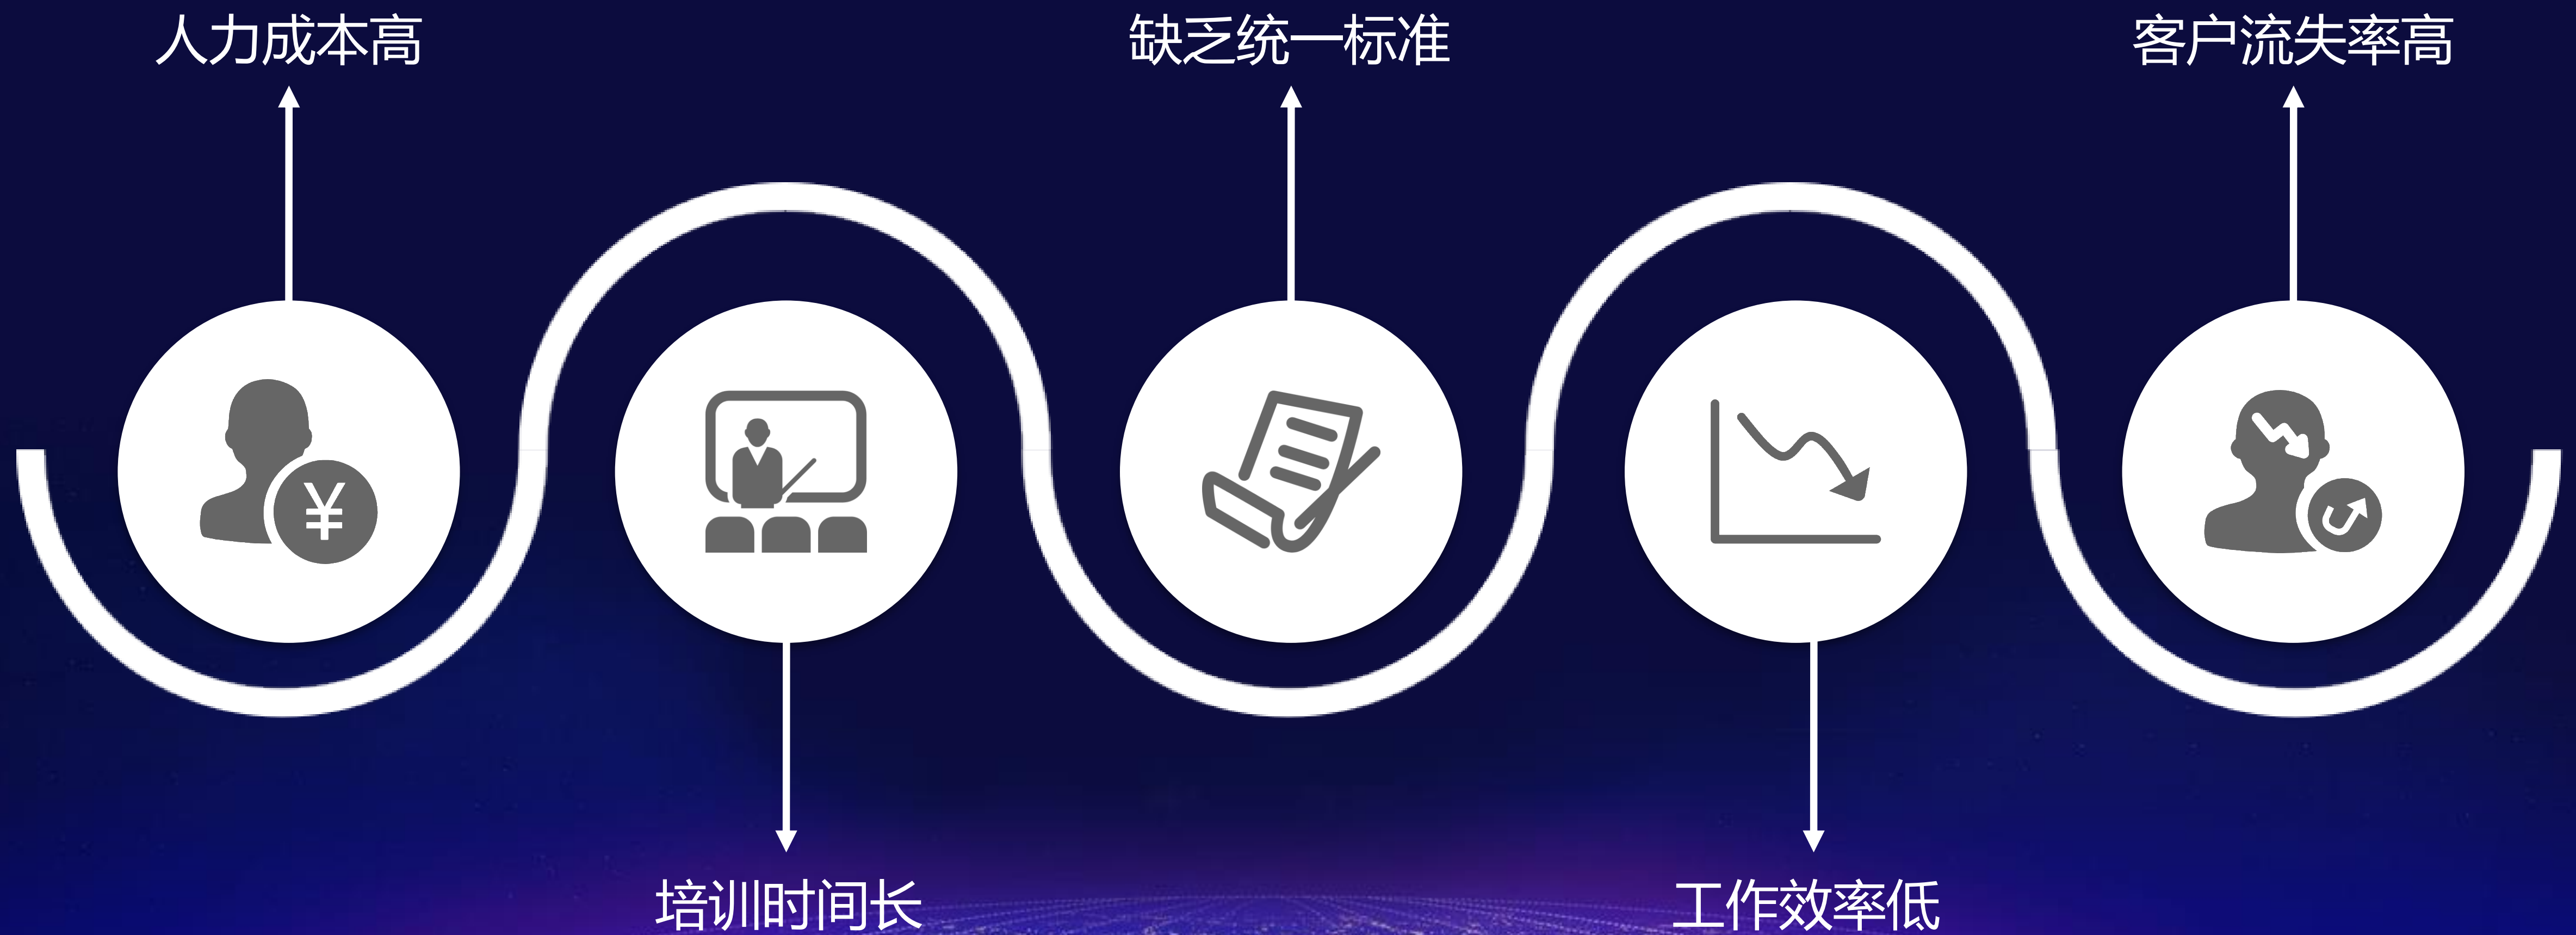 人力成本高
缺乏统一标准
客户流失率高
¥
培训时间长
工作效率低